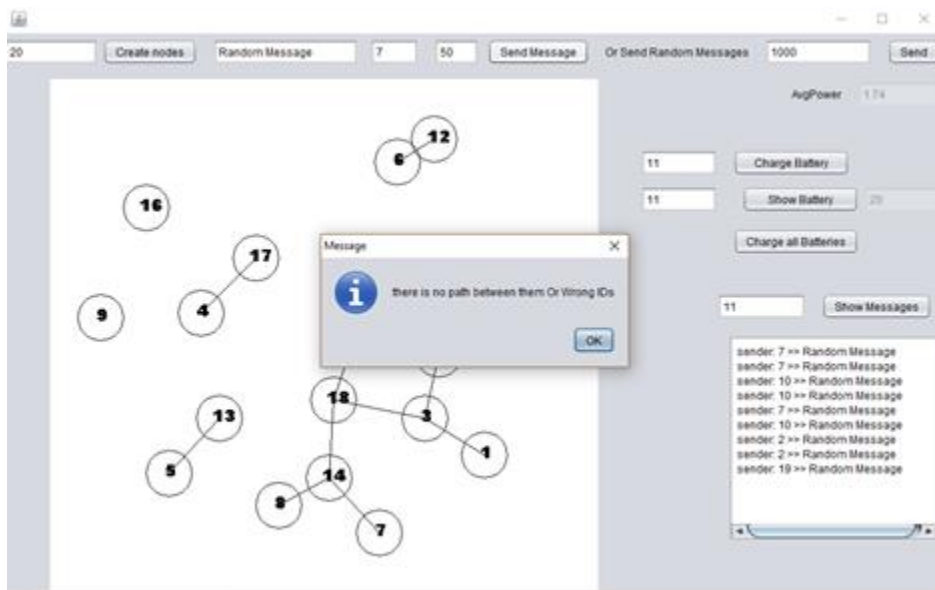 20 Create nodes Random Message 7 50 Send Message Or Send Random Messages 1000 Send
AvgPower 1.74
11 Charge Battery
11 Show Battery 29
Charge all Batteries
11 Show Messages
12
6
16
17
4
9
Message
there is no path between them Or Wrong IDs
OK
18
3
13
1
5
14
8
7
sender: 7 >> Random Message
sender: 7 >> Random Message
sender: 10 >> Random Message
sender: 10 >> Random Message
sender: 7 >> Random Message
sender: 10 >> Random Message
sender: 2 >> Random Message
sender: 2 >> Random Message
sender: 19 >> Random Message